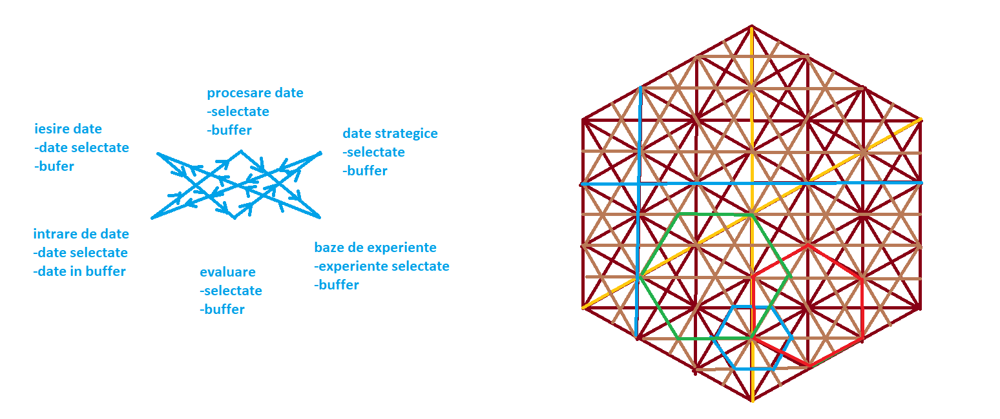 procesare date
-selectate
-buffer
iesire date
-date selectate
-bufer
date strategice
-selectate
-buffer
intrare de date
-date selectate
-date in buffer
evaluare
-selectate
-buffer
baze de experiente
-experiente selectate
-buffer